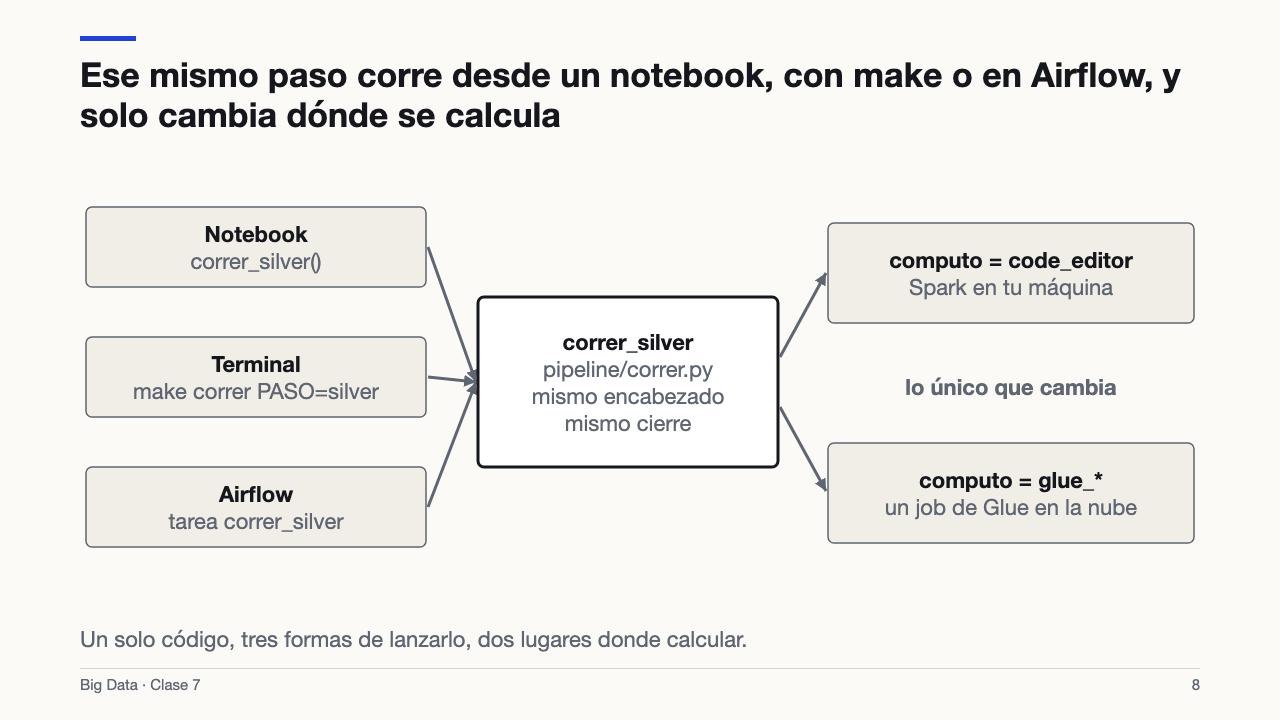 Ese mismo paso corre desde un notebook, con make o en Airflow, y
solo cambia dónde se calcula
Notebook
correr_silver()
Terminal
make correr PASO=silver
Airflow
tarea correr_silver
correr_silver
pipeline/correr.py
mismo encabezado
mismo cierre
computo = code_editor
Spark en tu máquina
lo único que cambia
computo = glue_*
un job de Glue en la nube
Un solo código, tres formas de lanzarlo, dos lugares donde calcular.
Big Data · Clase 7
8